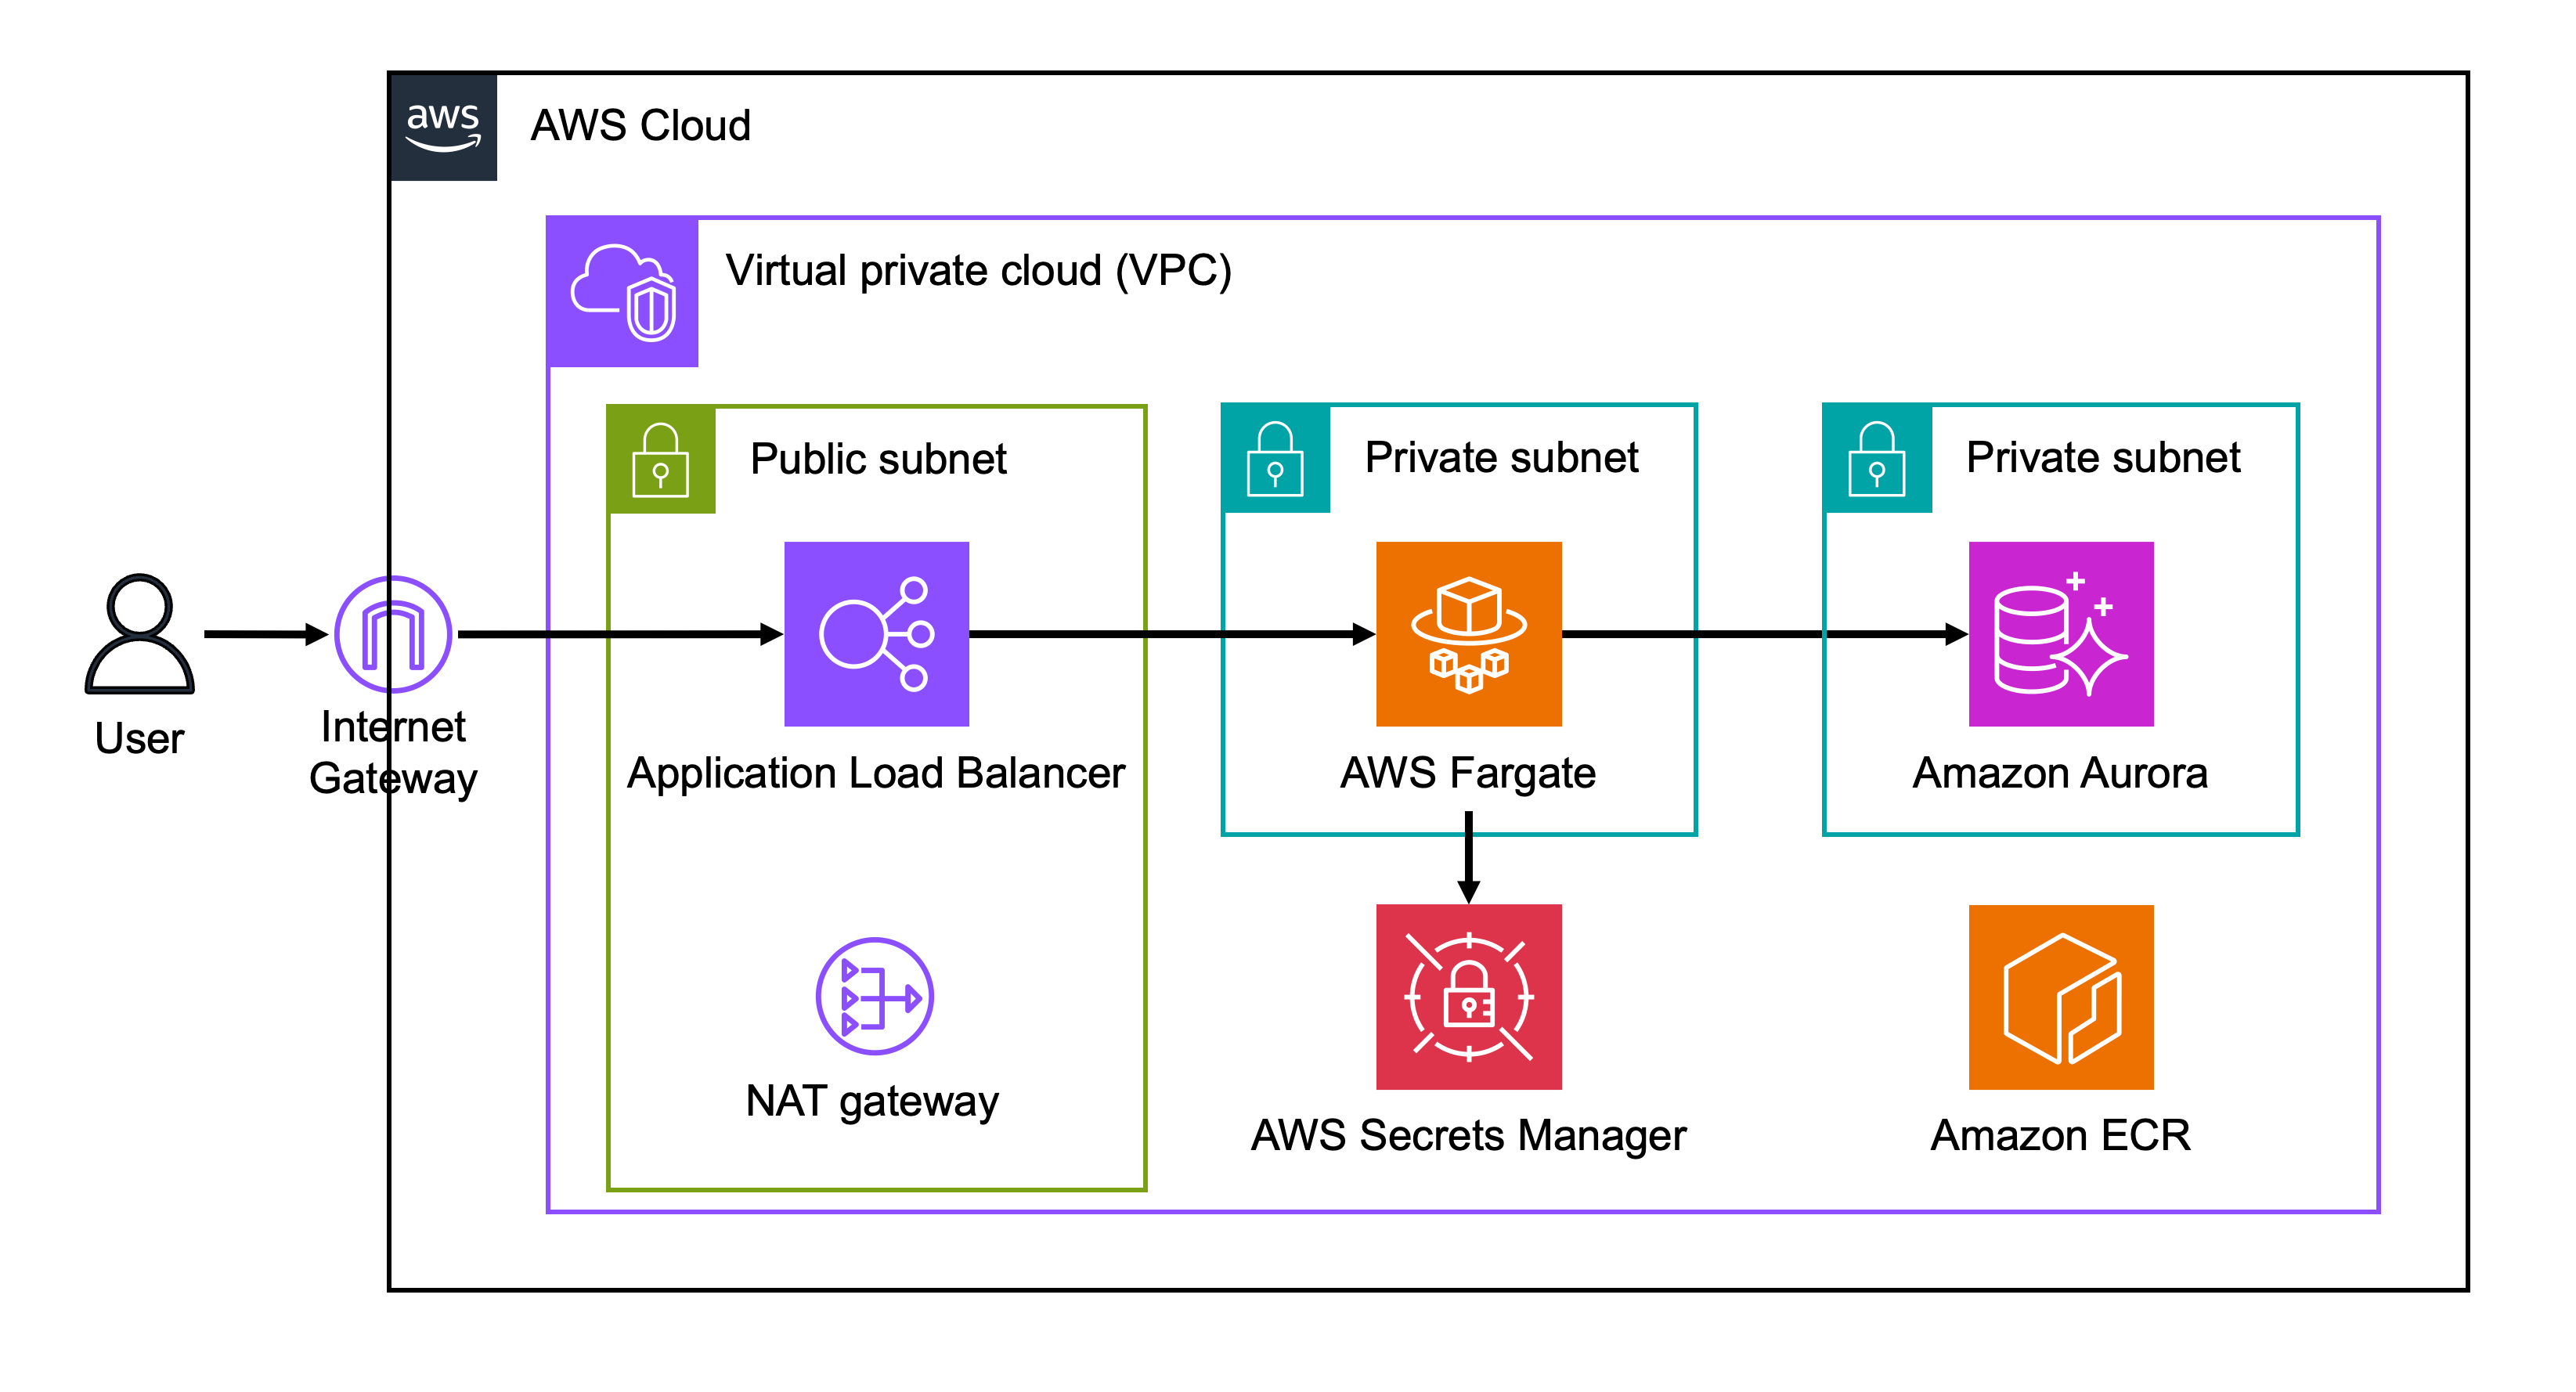 aws
AWS Cloud
Virtual private cloud (VPC)
Public subnet
Private subnet
Private subnet
User
Internet
Gateway
Application Load Balancer
AWS Fargate
Amazon Aurora
NAT gateway
AWS Secrets Manager
Amazon ECR